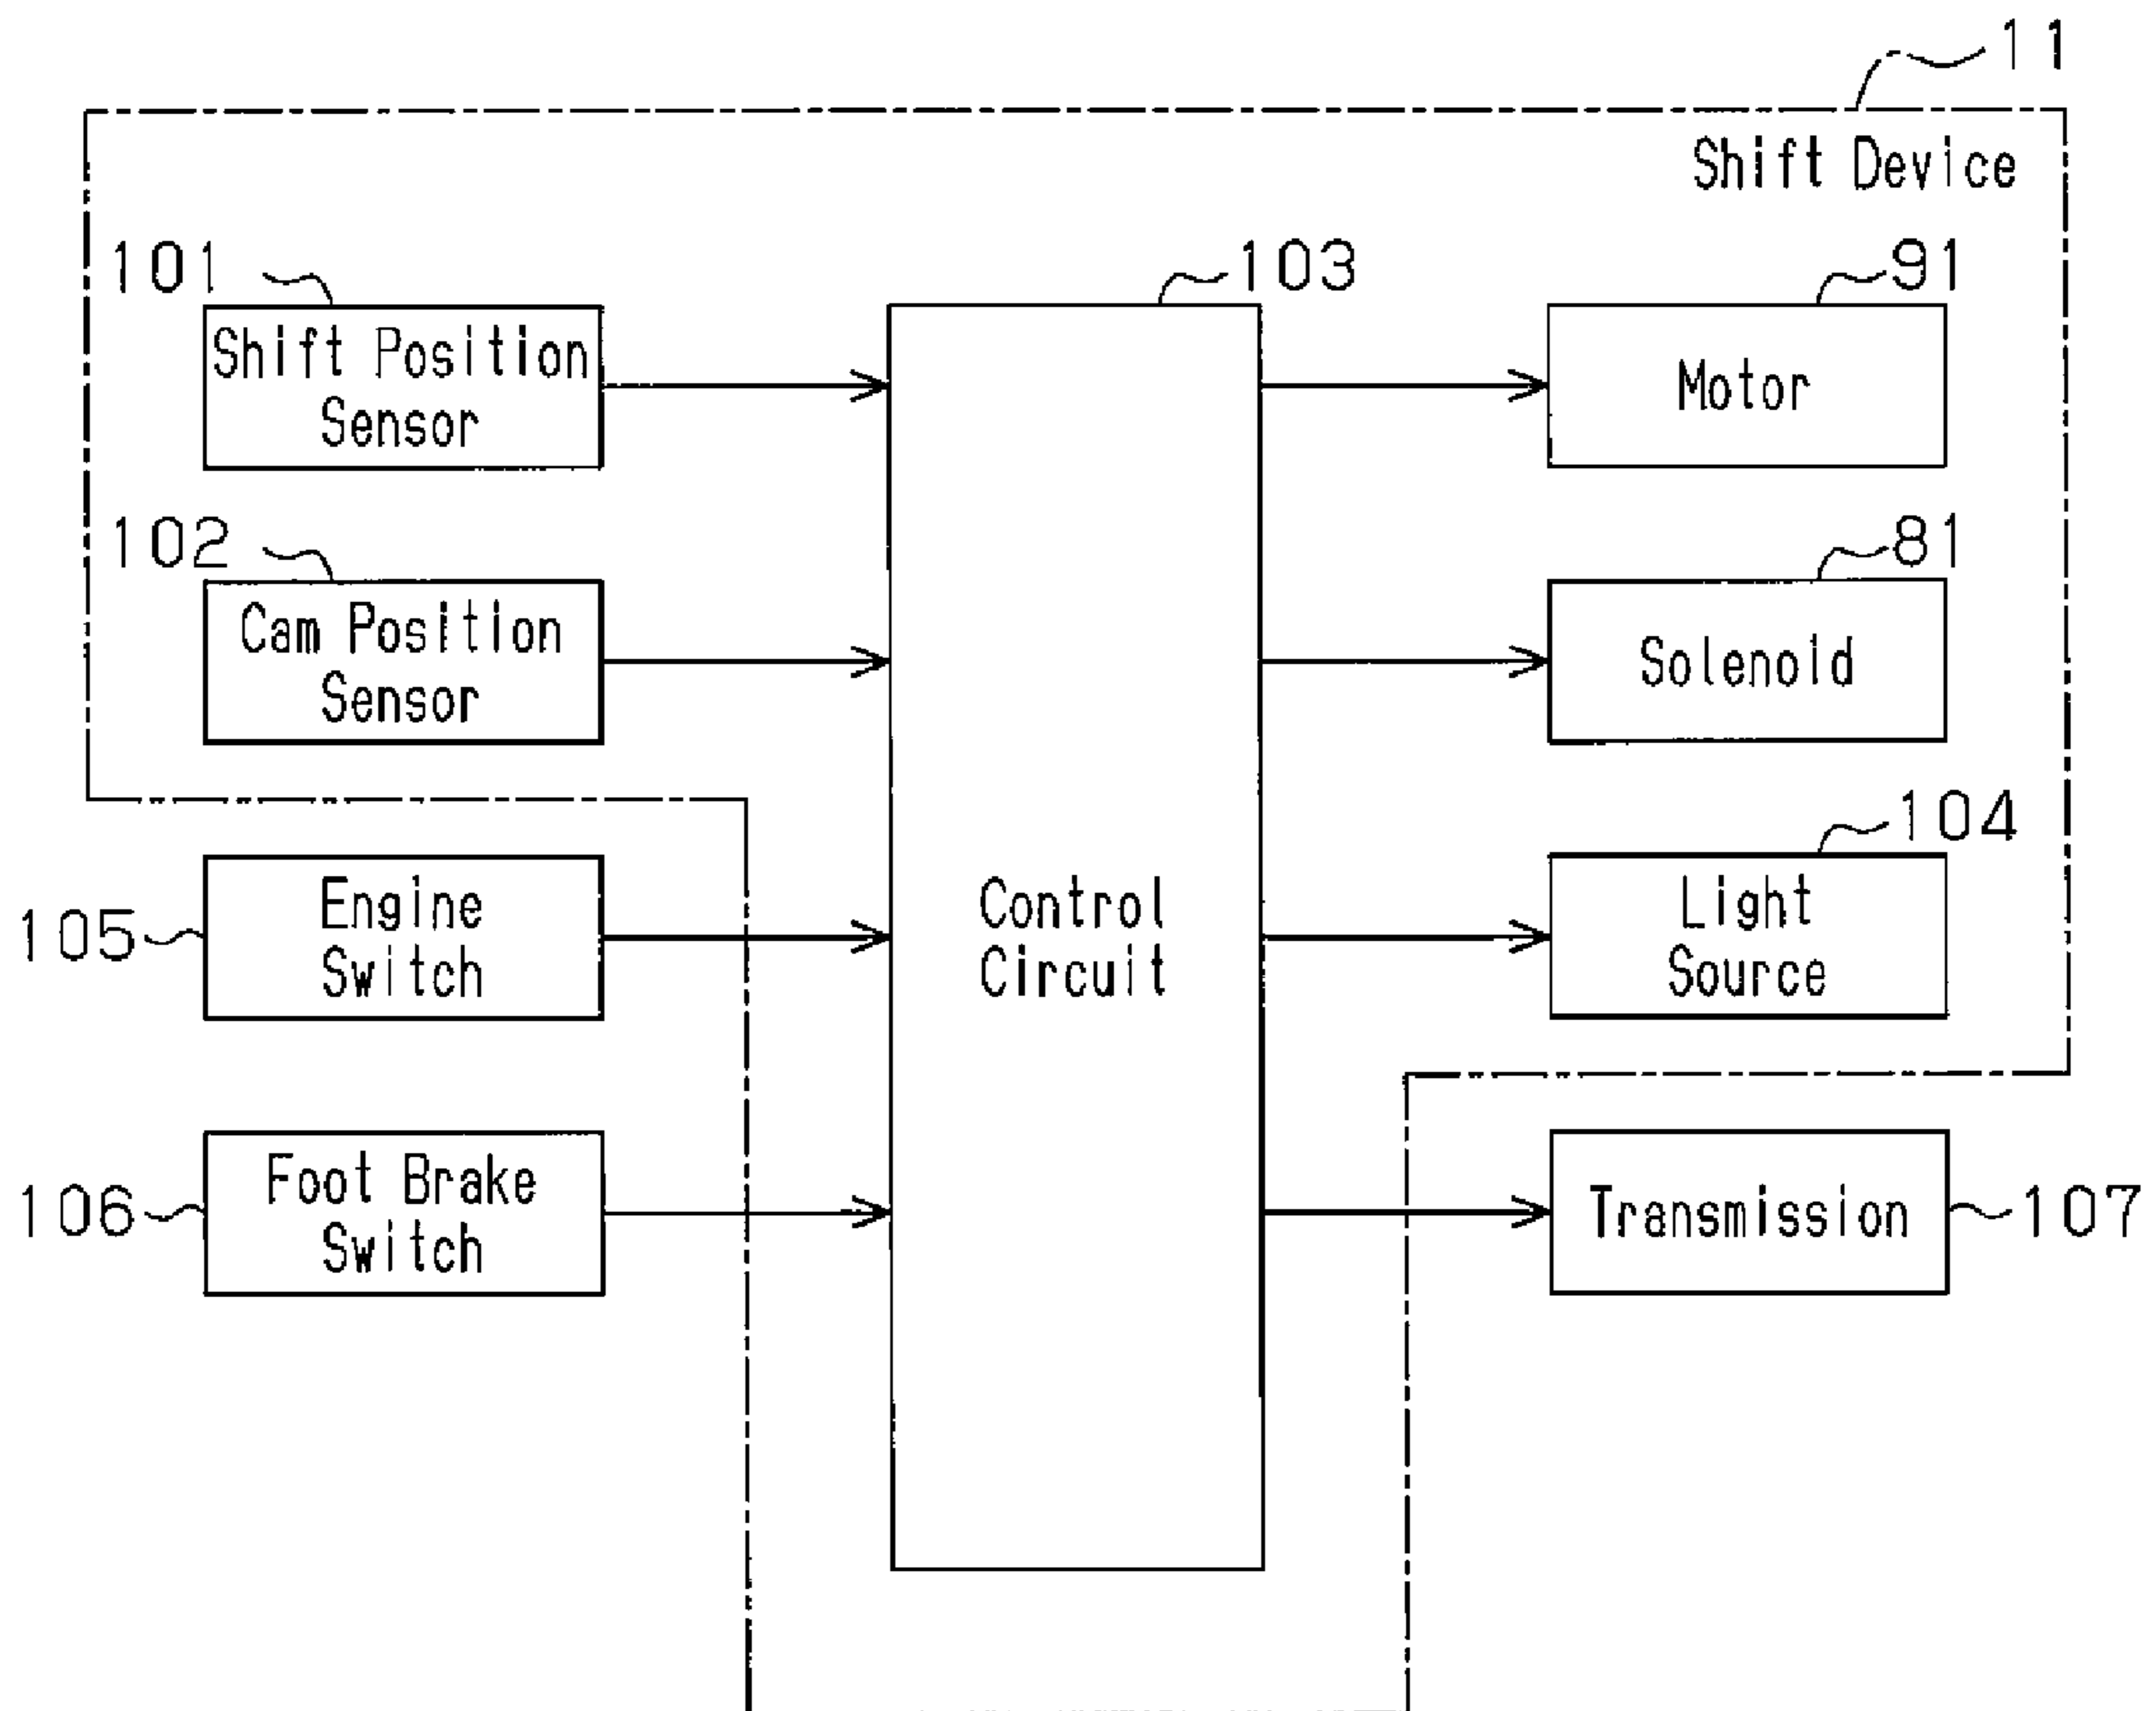 11
Shift Device
101
103
91
Shift Position
Sensor
Motor
102
81
Cam Position
Sensor
Solenoid
104
105
Engine
Switch
Control
Circuit
Light
Source
106
Foot Brake
Switch
Transmission
107